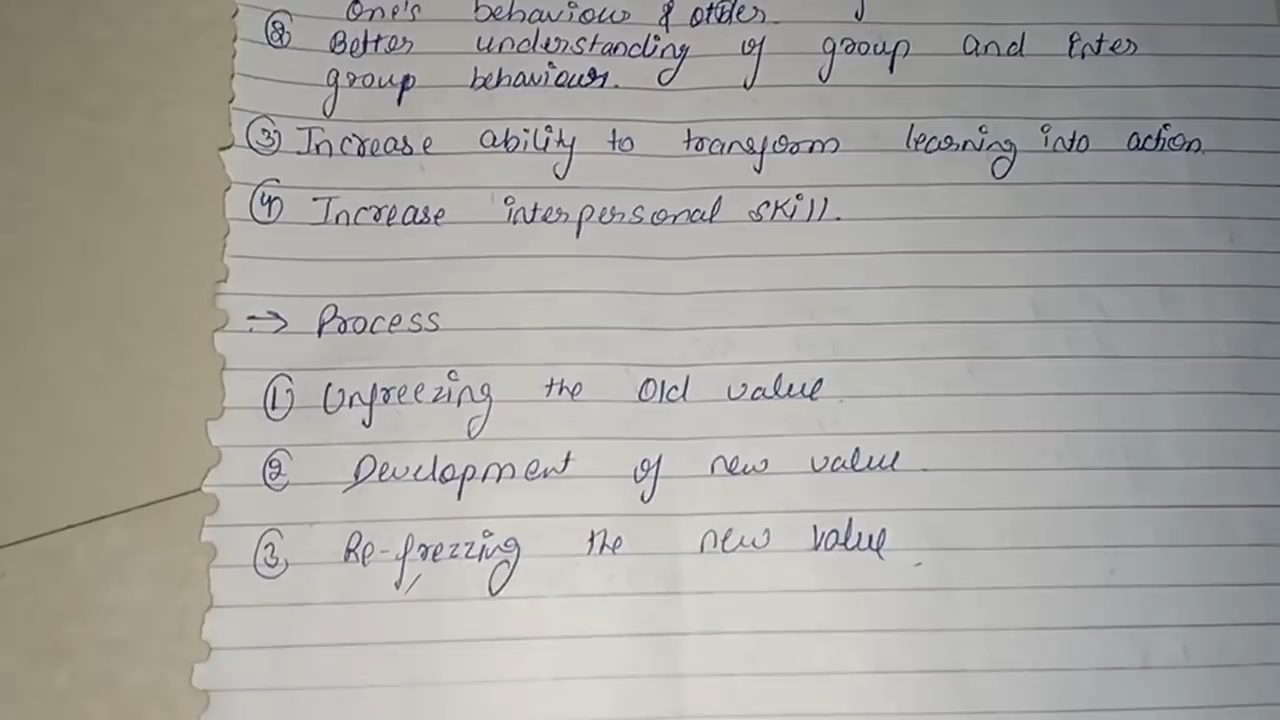 One's behaviour & other
② Better understanding of group and Enter
group behaviour.
③ Increase ability to transform learning into action.
④ Increase interpersonal skill.
→ Process
① Unfreezing the Old value.
② Development of new value.
③ Re-frezzing the new value.